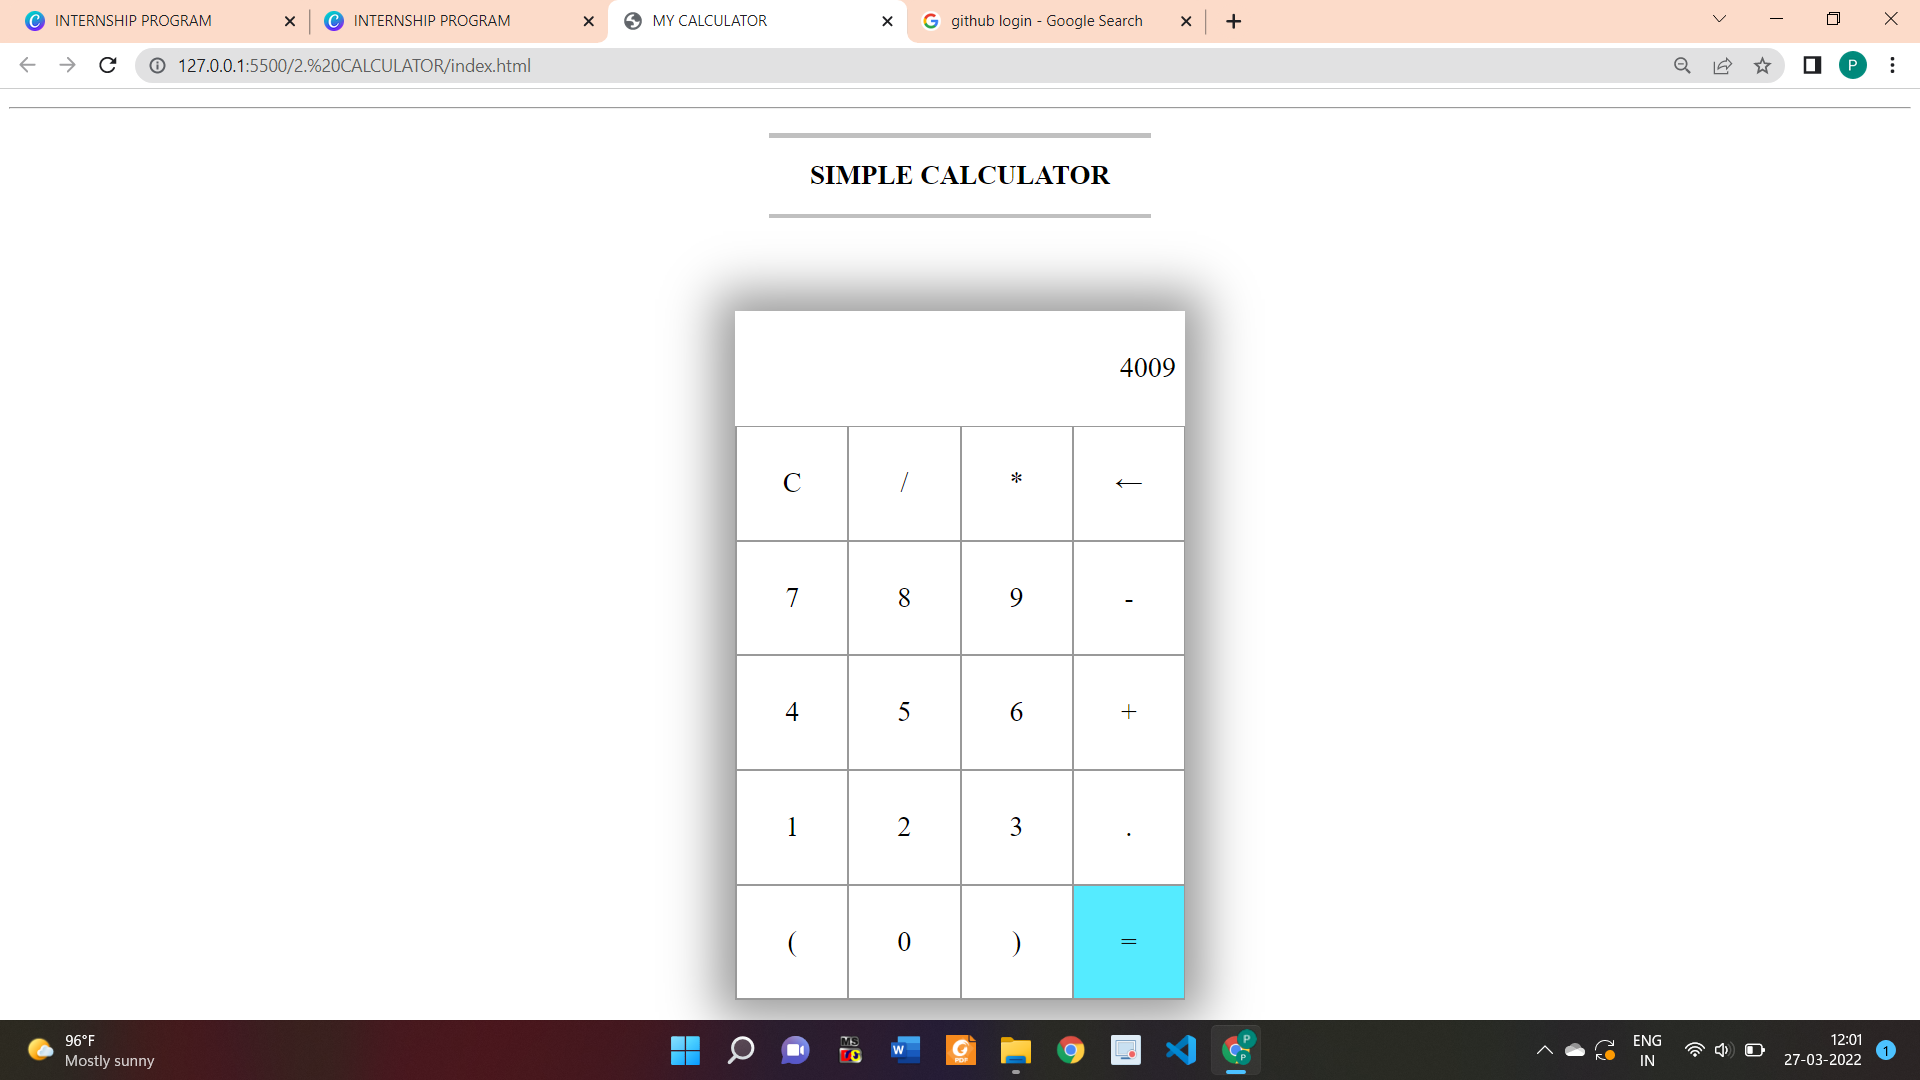 INTERNSHIP PROGRAM
INTERNSHIP PROGRAM
MY CALCULATOR
github login - Google Search
127.0.0.1:5500/2.%20CALCULATOR/index.html
P
SIMPLE CALCULATOR
4009
C / * ←
7 8 9 -
4 5 6 +
1 2 3 .
( 0 ) =
96°F
Mostly sunny
ENG
IN
12:01
27-03-2022
1